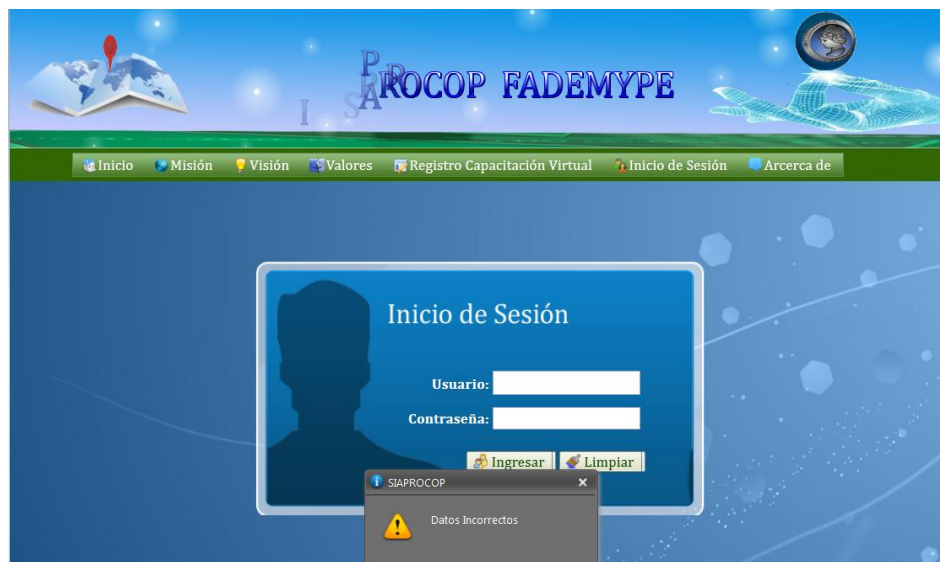 PROCOP FADEMYPE
I S A P R
Inicio Misión Visión Valores Registro Capacitación Virtual Inicio de Sesión Arcerca de
Inicio de Sesión
Usuario:
Contraseña:
Ingresar Limpiar
SIAPROCOP
Datos Incorrectos